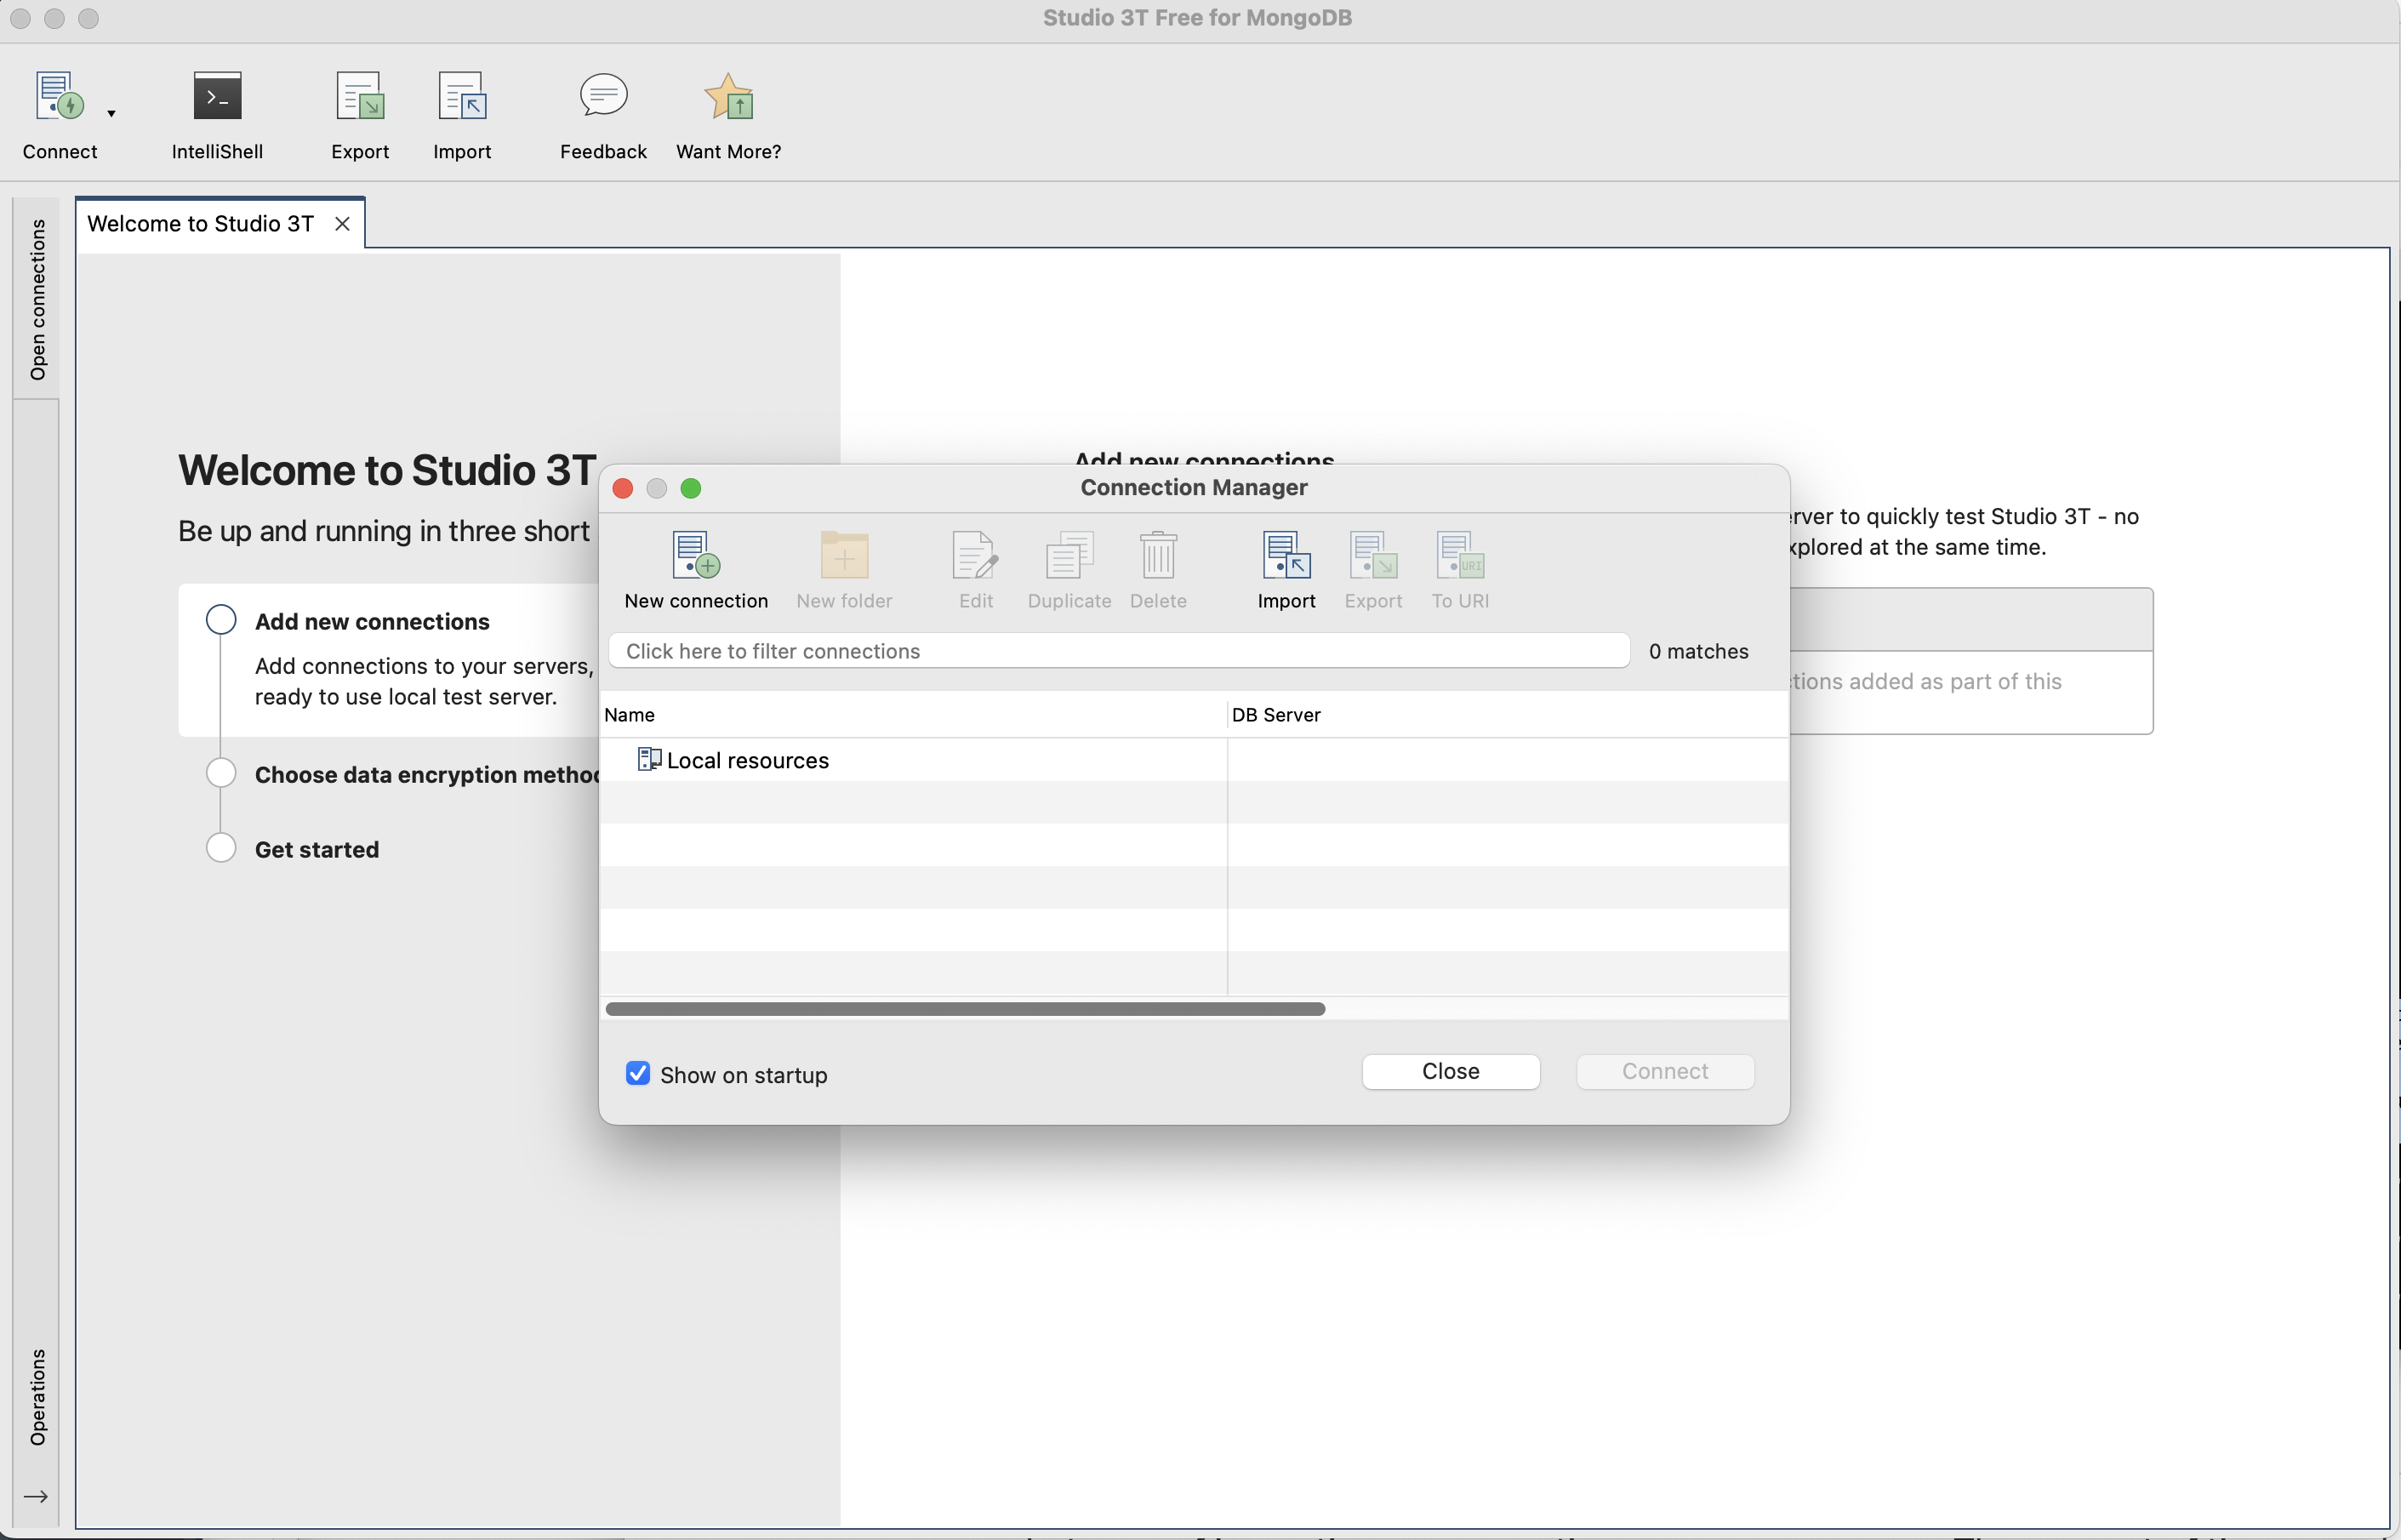 Studio 3T Free for MongoDB
Connect
IntelliShell
Export
Import
Feedback
Want More?
Open connections
Welcome to Studio 3T
Welcome to Studio 3T
Be up and running in three short
Add new connections
Add connections to your servers,
ready to use local test server.
Choose data encryption metho
Get started
Add new connections
rver to quickly test Studio 3T - no
xplored at the same time.
tions added as part of this
Connection Manager
New connection
New folder
Edit
Duplicate
Delete
Import
Export
URI
To URI
Click here to filter connections
0 matches
Name
DB Server
Local resources
Show on startup
Close
Connect
Operations